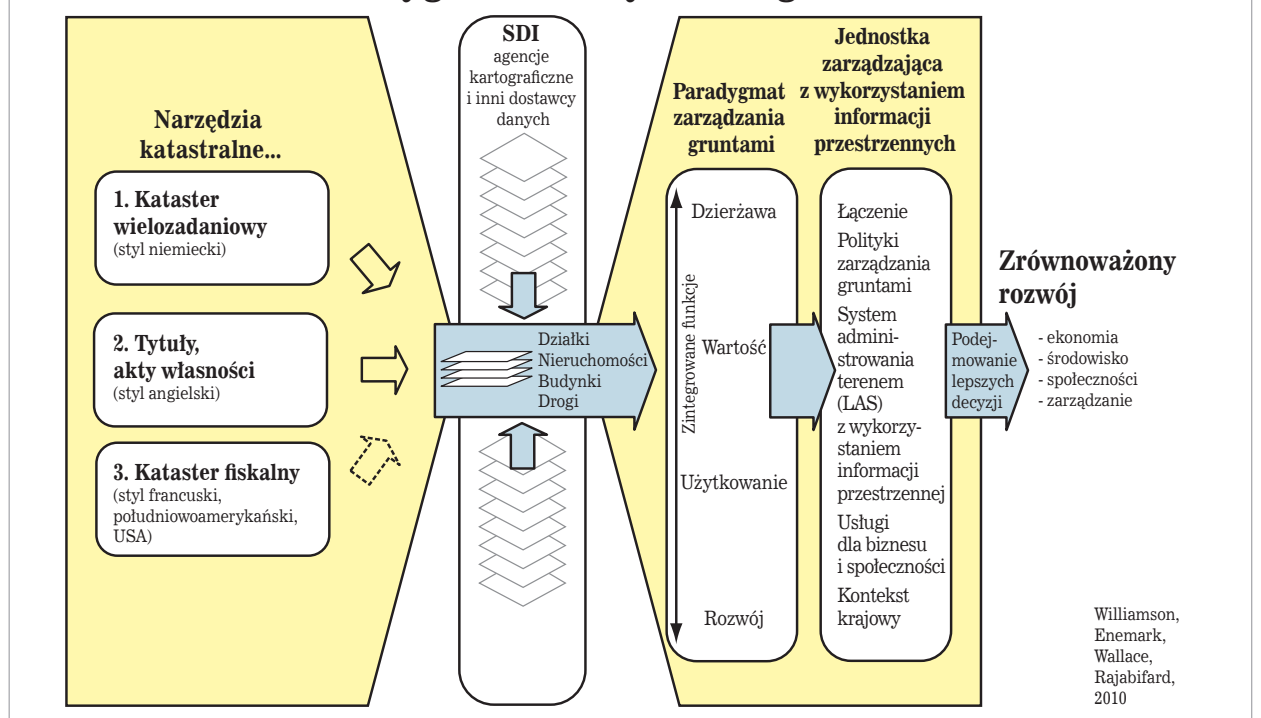 Narzędzia
katastralne...
1. Kataster
wielozadaniowy
(styl niemiecki)
2. Tytuły,
akty własności
(styl angielski)
3. Kataster fiskalny
(styl francuski,
południowoamerykański,
USA)
SDI
agencje
kartograficzne
i inni dostawcy
danych
Działki
Nieruchomości
Budynki
Drogi
Paradygmat
zarządzania
gruntami
Zintegrowane funkcje
Dzierżawa
Wartość
Użytkowanie
Rozwój
Jednostka
zarządzająca
z wykorzystaniem
informacji
przestrzennych
Łączenie
Polityki
zarządzania
gruntami
System
admini-
strowania
terenem
(LAS)
z wykorzy-
staniem
informacji
przestrzennej
Usługi
dla biznesu
i społeczności
Kontekst
krajowy
Podej-
mowanie
lepszych
decyzji
Zrównoważony
rozwój
- ekonomia
- środowisko
- społeczności
- zarządzanie
Williamson,
Enemark,
Wallace,
Rajabifard,
2010